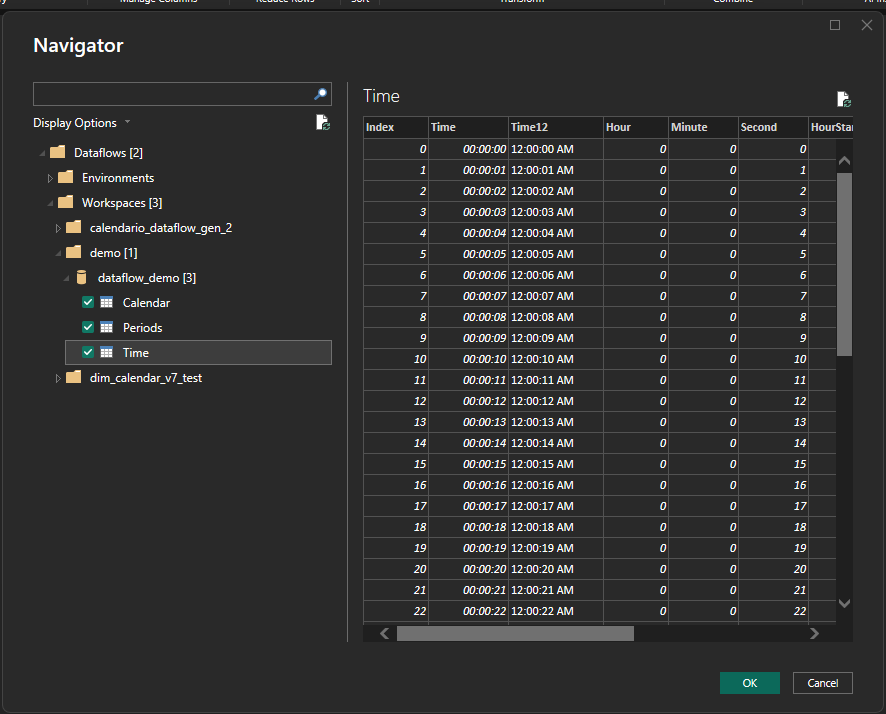 Manage Columns Reduce Rows Sort Transform Combine
Navigator
Display Options
Dataflows [2]
Environments
Workspaces [3]
calendario_dataflow_gen_2
demo [1]
dataflow_demo [3]
Calendar
Periods
Time
dim_calendar_v7_test
Time
Index Time Time12 Hour Minute Second HourStar
0 00:00:00 12:00:00 AM 0 0 0
1 00:00:01 12:00:01 AM 0 0 1
2 00:00:02 12:00:02 AM 0 0 2
3 00:00:03 12:00:03 AM 0 0 3
4 00:00:04 12:00:04 AM 0 0 4
5 00:00:05 12:00:05 AM 0 0 5
6 00:00:06 12:00:06 AM 0 0 6
7 00:00:07 12:00:07 AM 0 0 7
8 00:00:08 12:00:08 AM 0 0 8
9 00:00:09 12:00:09 AM 0 0 9
10 00:00:10 12:00:10 AM 0 0 10
11 00:00:11 12:00:11 AM 0 0 11
12 00:00:12 12:00:12 AM 0 0 12
13 00:00:13 12:00:13 AM 0 0 13
14 00:00:14 12:00:14 AM 0 0 14
15 00:00:15 12:00:15 AM 0 0 15
16 00:00:16 12:00:16 AM 0 0 16
17 00:00:17 12:00:17 AM 0 0 17
18 00:00:18 12:00:18 AM 0 0 18
19 00:00:19 12:00:19 AM 0 0 19
20 00:00:20 12:00:20 AM 0 0 20
21 00:00:21 12:00:21 AM 0 0 21
22 00:00:22 12:00:22 AM 0 0 22
OK Cancel